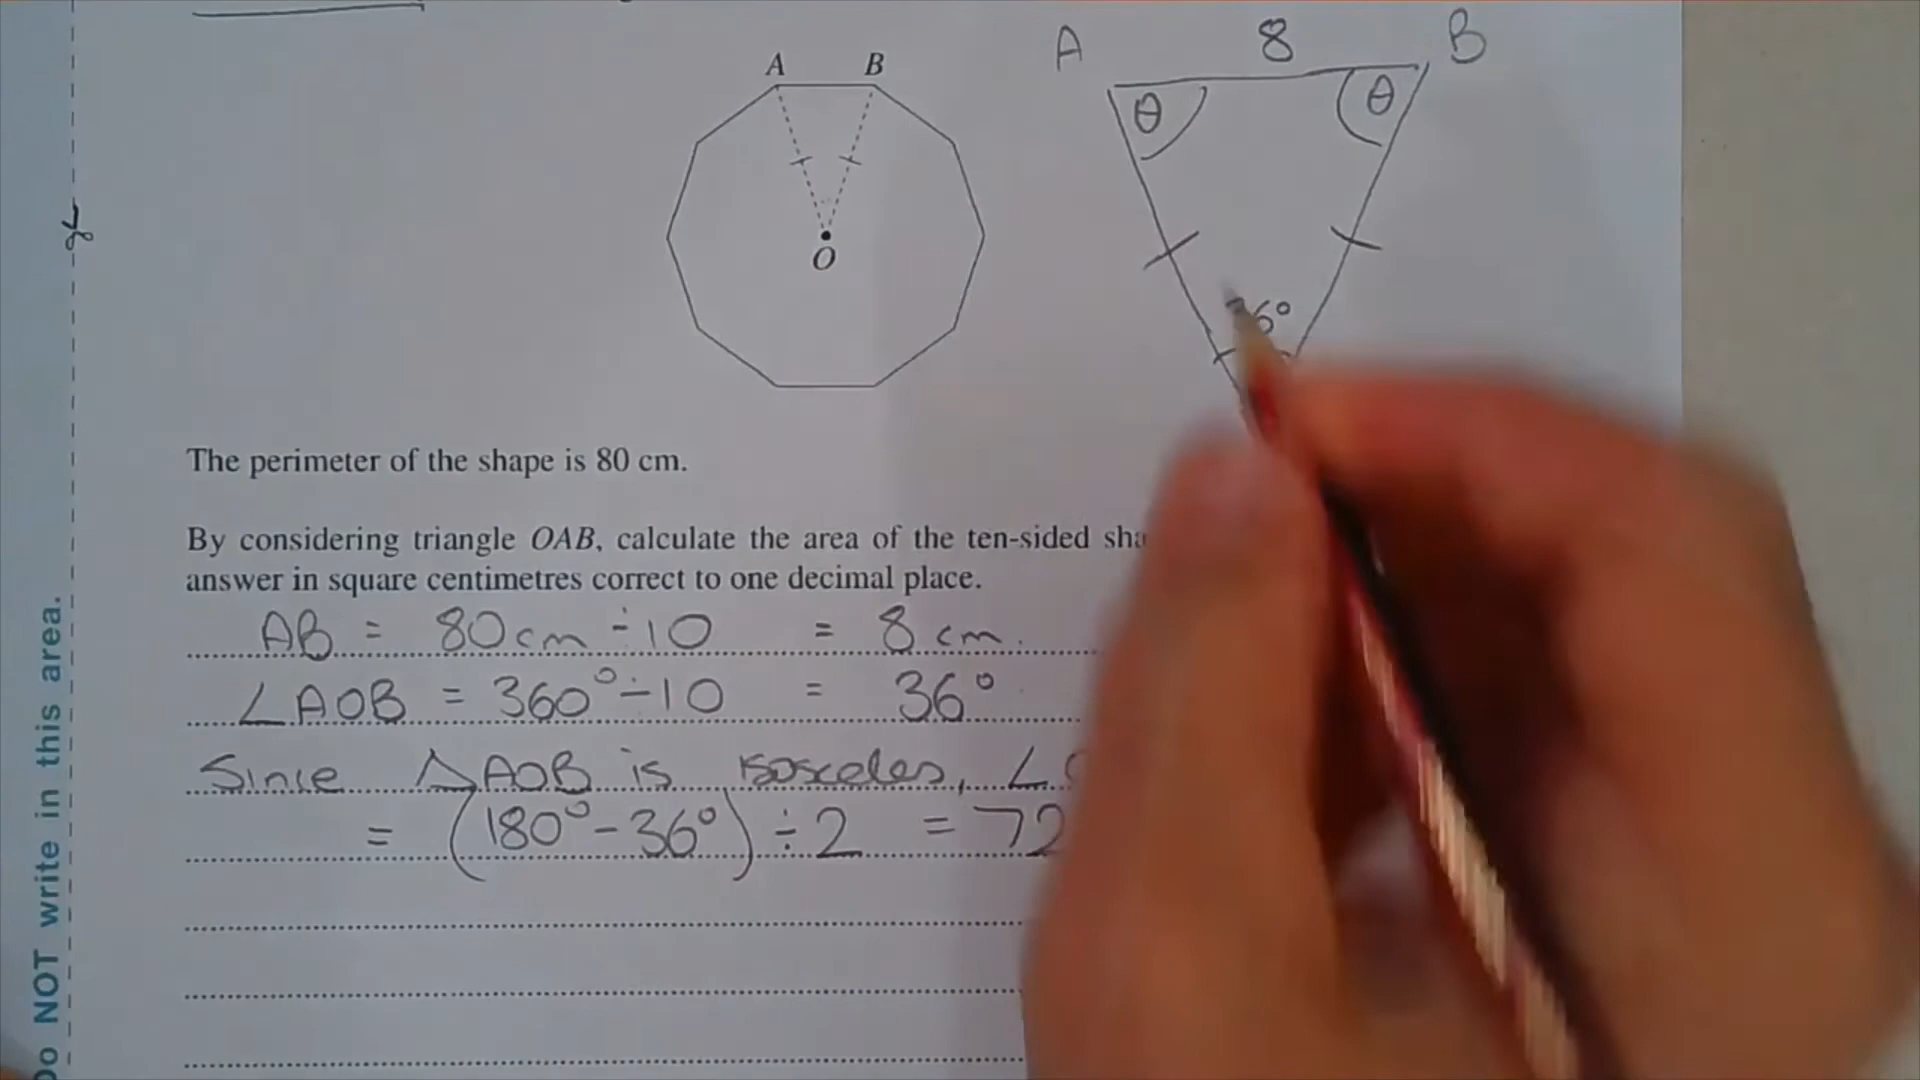 A 8 B
A B
θ θ
O
6°
The perimeter of the shape is 80 cm.
By considering triangle OAB, calculate the area of the ten-sided
answer in square centimetres correct to one decimal place.
AB = 80cm ÷ 10 = 8 cm.
∠AOB = 360° ÷ 10 = 36°
Since △AOB is isosceles, ∠
= (180° - 36°) ÷ 2 = 72
Do NOT write in this area.